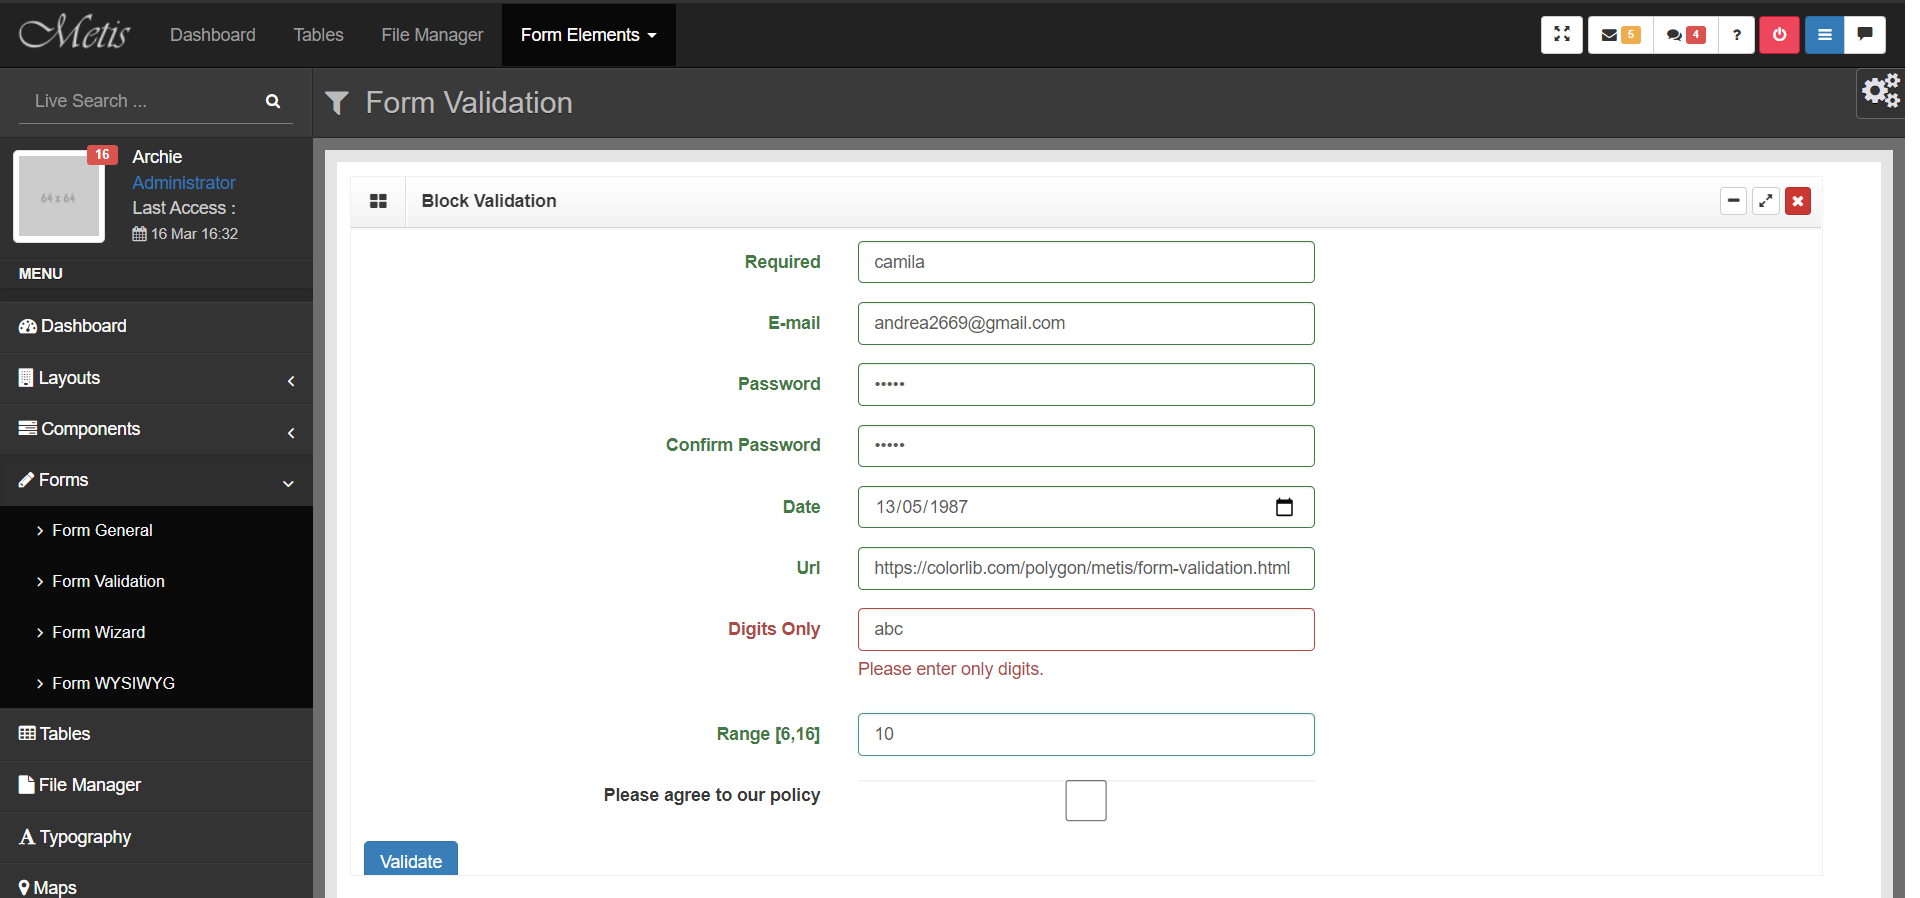 Metis
Dashboard
Tables
File Manager
Form Elements
5
4
?
Live Search ...
Form Validation
16
64 x 64
Archie
Administrator
Last Access :
16 Mar 16:32
MENU
Dashboard
Layouts
Components
Forms
Form General
Form Validation
Form Wizard
Form WYSIWYG
Tables
File Manager
Typography
Maps
Block Validation
Required
camila
E-mail
andrea2669@gmail.com
Password
•••••
Confirm Password
•••••
Date
13/05/1987
Url
https://colorlib.com/polygon/metis/form-validation.html
Digits Only
abc
Please enter only digits.
Range [6,16]
10
Please agree to our policy
Validate